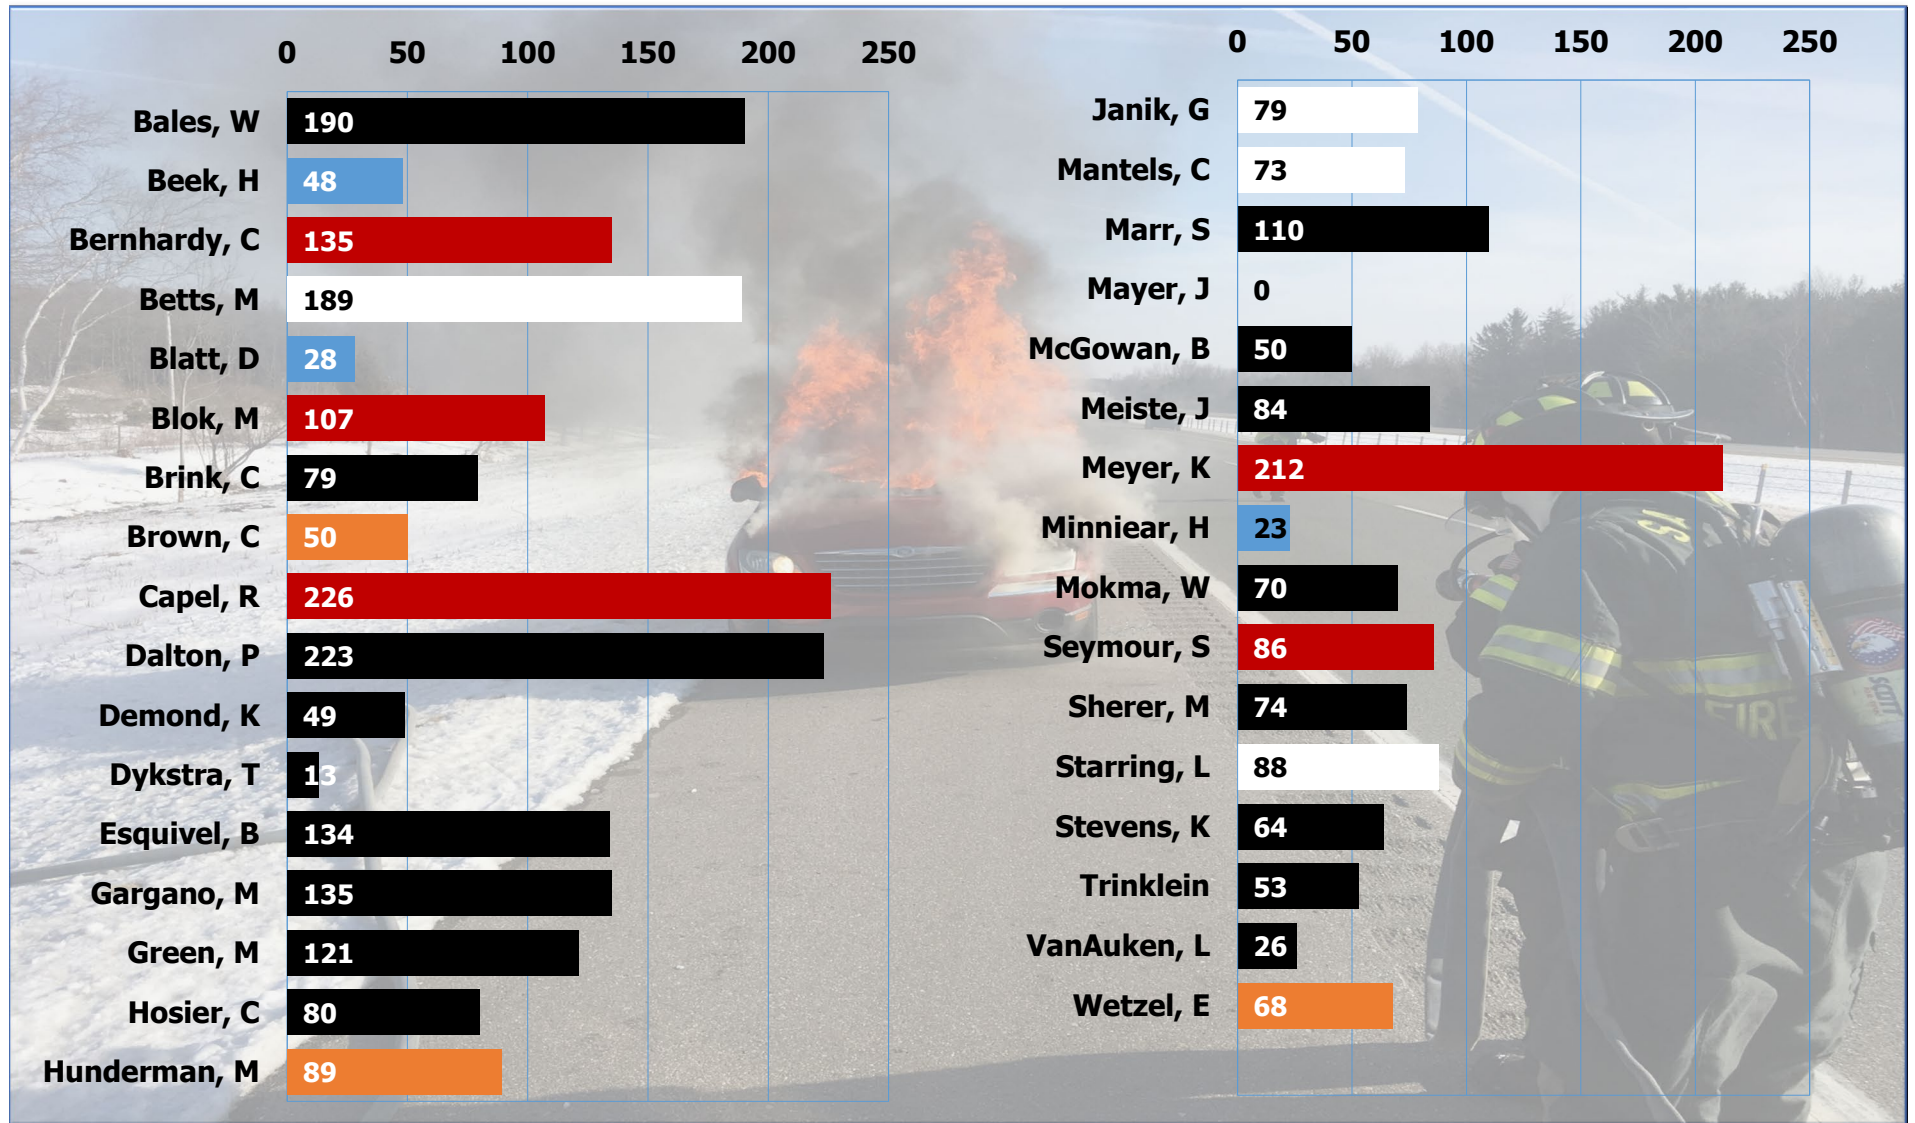 0 50 100 150 200 250
Bales, W 190
Beek, H 48
Bernhardy, C 135
Betts, M 189
Blatt, D 28
Blok, M 107
Brink, C 79
Brown, C 50
Capel, R 226
Dalton, P 223
Demond, K 49
Dykstra, T 13
Esquivel, B 134
Gargano, M 135
Green, M 121
Hosier, C 80
Hunderman, M 89
0 50 100 150 200 250
Janik, G 79
Mantels, C 73
Marr, S 110
Mayer, J 0
McGowan, B 50
Meiste, J 84
Meyer, K 212
Minniear, H 23
Mokma, W 70
Seymour, S 86
Sherer, M 74
Starring, L 88
Stevens, K 64
Trinklein 53
VanAuken, L 26
Wetzel, E 68
FIRE
SCOTT